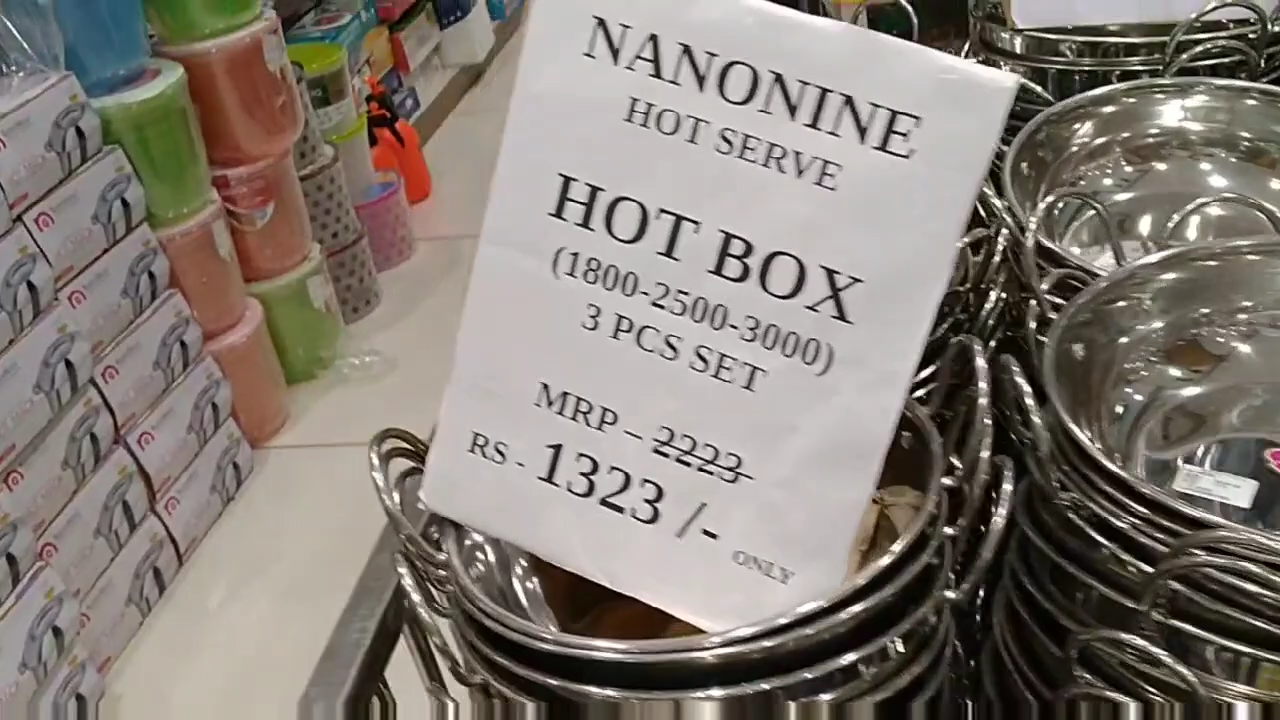 NANONINE
HOT SERVE
HOT BOX
(1800-2500-3000)
3 PCS SET
MRP – 2223
RS - 1323 /-
ONLY